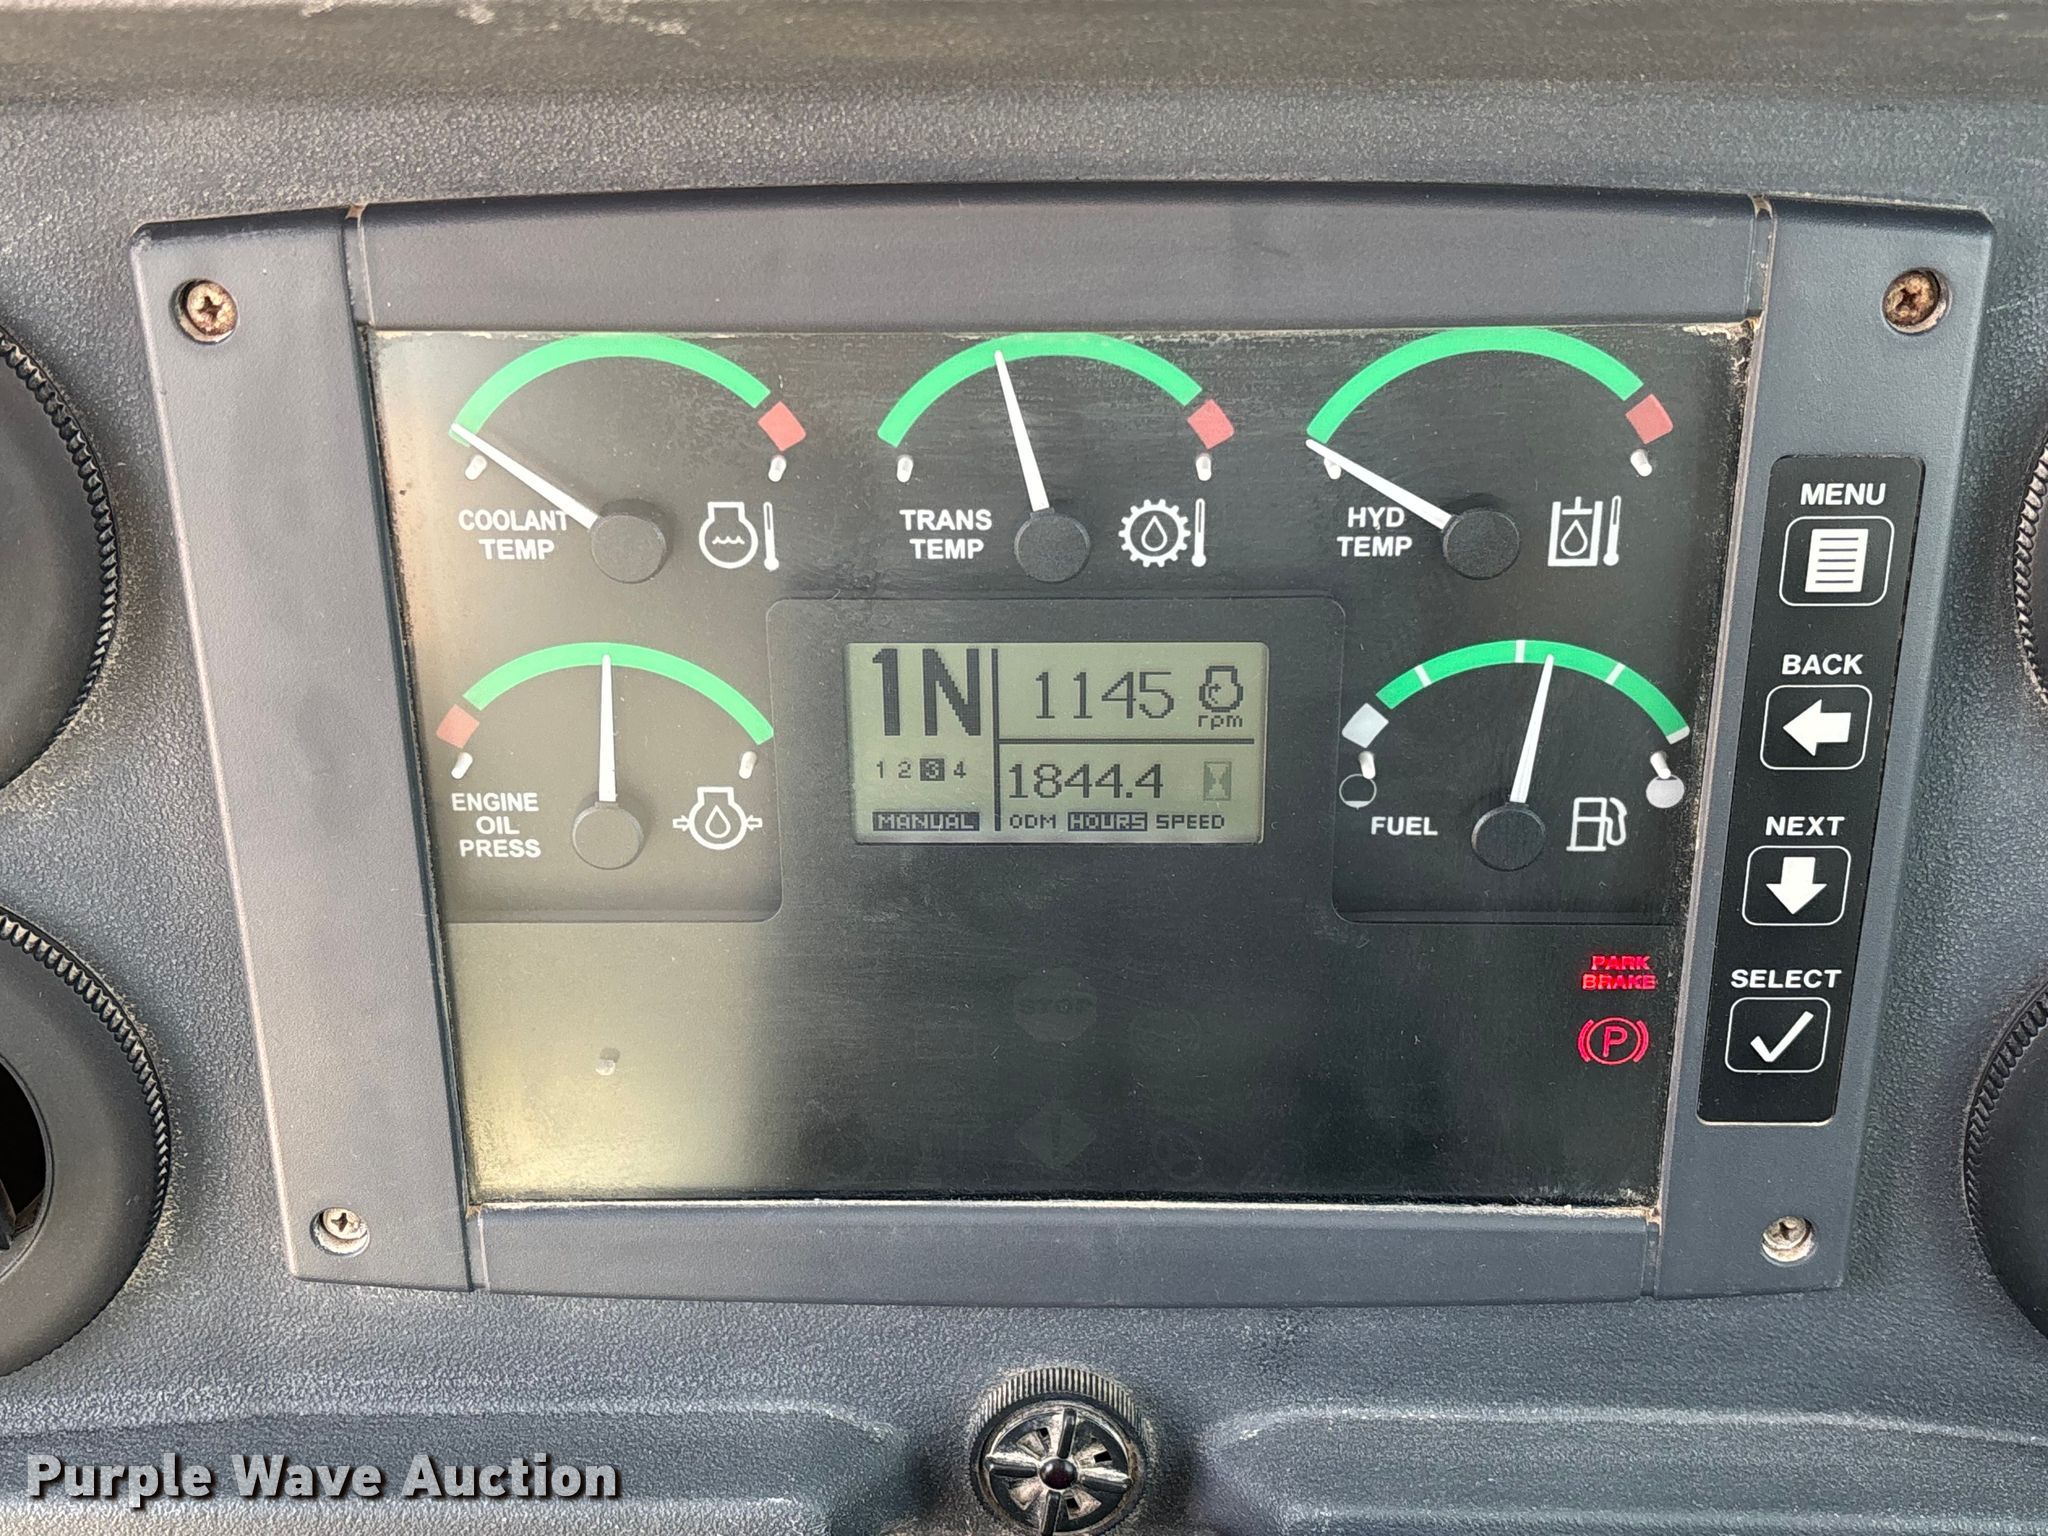 COOLANT
TEMP
TRANS
TEMP
HYD
TEMP
MENU
BACK
NEXT
SELECT
ENGINE
OIL
PRESS
1N
1145
rpm
1 2 3 4
1844.4
MANUAL
ODM HOURS SPEED
FUEL
STOP
PARK
BRAKE
P
Purple Wave Auction